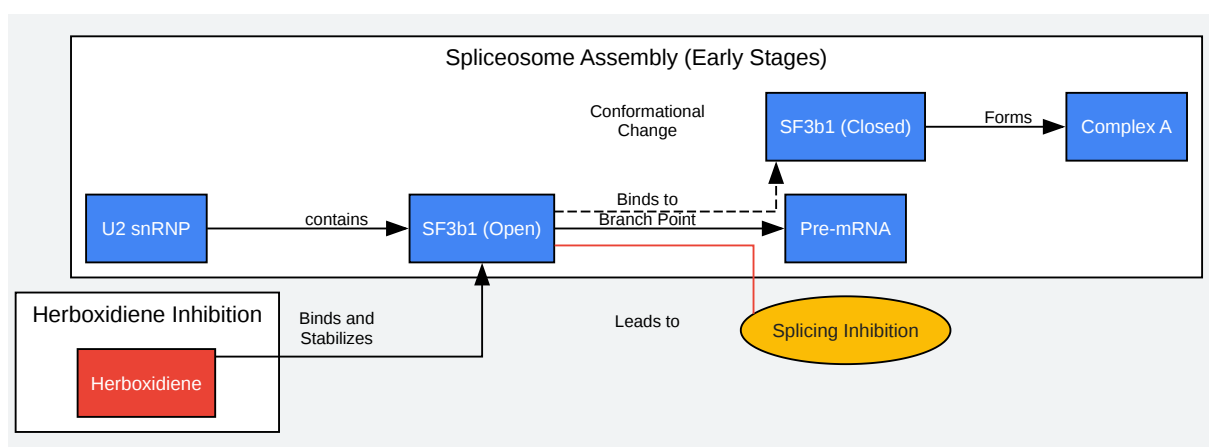 Spliceosome Assembly (Early Stages)
Conformational
Change
SF3b1 (Closed)
Forms
Complex A
U2 snRNP
contains
SF3b1 (Open)
Binds to
Branch Point
Pre-mRNA
Herboxidiene Inhibition
Binds and
Stabilizes
Leads to
Splicing Inhibition
Herboxidiene